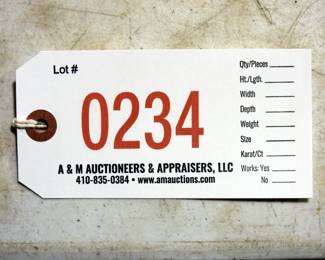 Lot #
0234
Qty/Pieces
Ht./Lgth.
Width
Depth
Weight
Size
Karat/Ct
Works: Yes
No
A & M AUCTIONEERS & APPRAISERS, LLC
410-835-0384 • www.amauctions.com